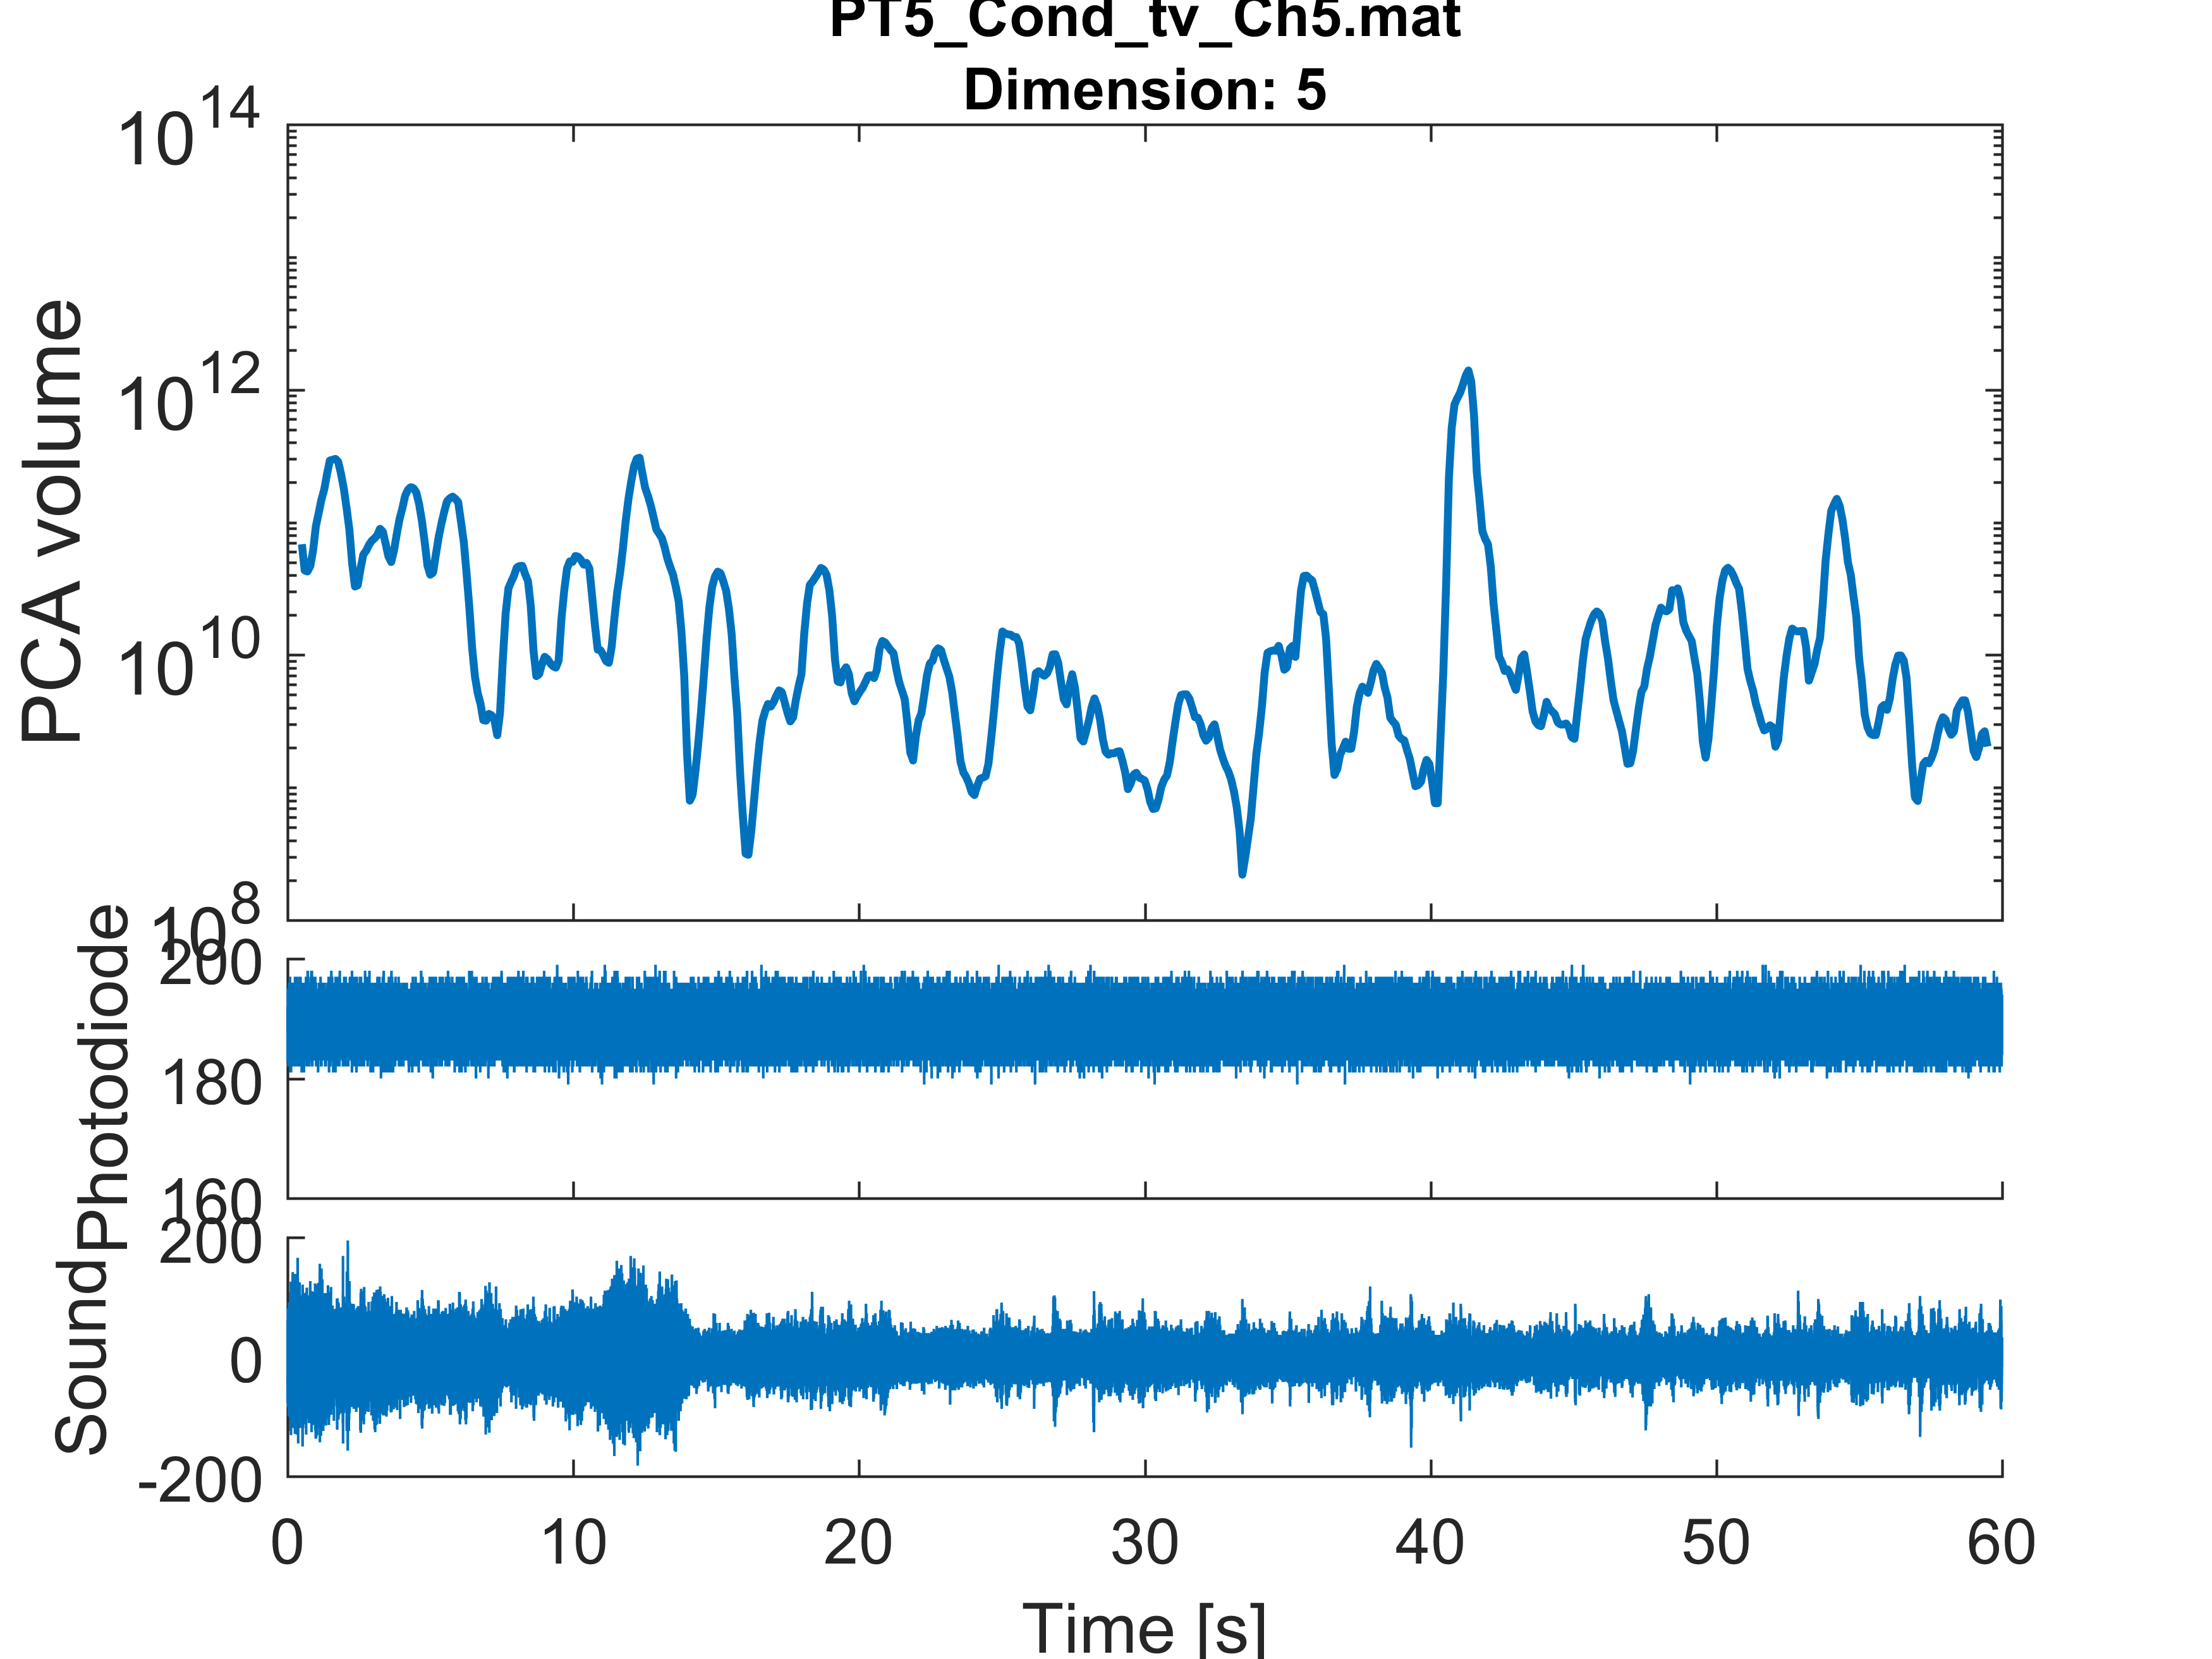 PT5_Cond_tv_Ch5.mat
Dimension: 5
PCA volume
10^14
10^12
10^10
10^8
Photodiode
200
180
160
Sound
200
0
-200
0 10 20 30 40 50 60
Time [s]